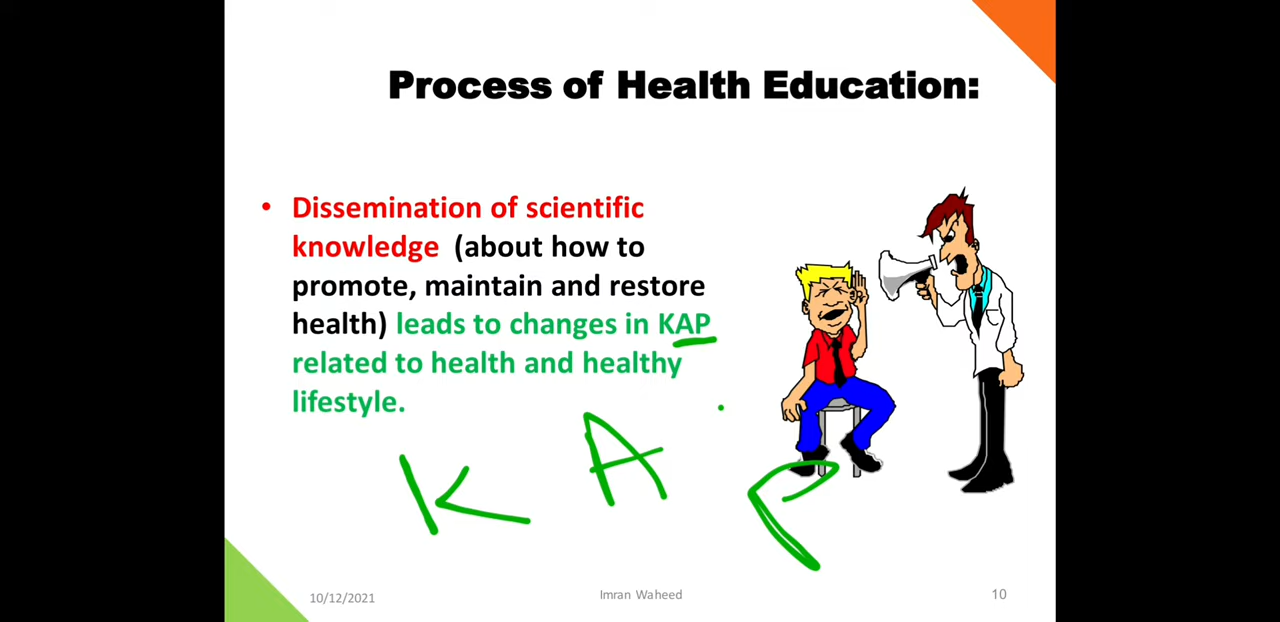 Process of Health Education:
• Dissemination of scientific
knowledge (about how to
promote, maintain and restore
health) leads to changes in KAP
related to health and healthy
lifestyle.
K A P
10/12/2021
Imran Waheed
10